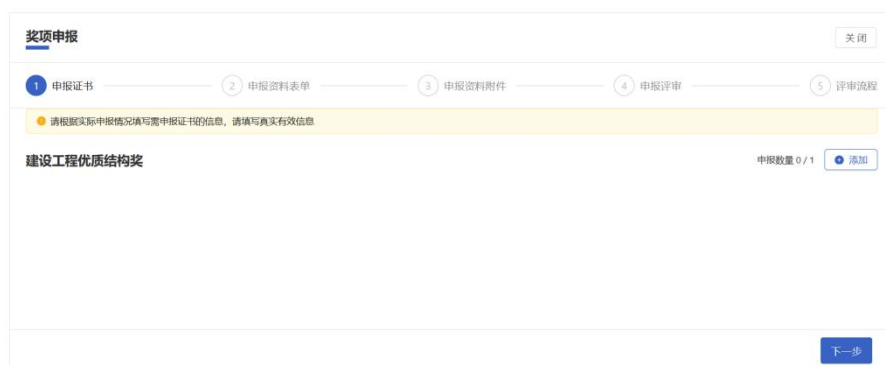 奖项申报
关闭
1 申报证书 2 申报资料表单 3 申报资料附件 4 申报评审 5 评审流程
请根据实际申报情况填写需申报证书的信息，请填写真实有效信息
建设工程优质结构奖 申报数量 0 / 1 添加
下一步